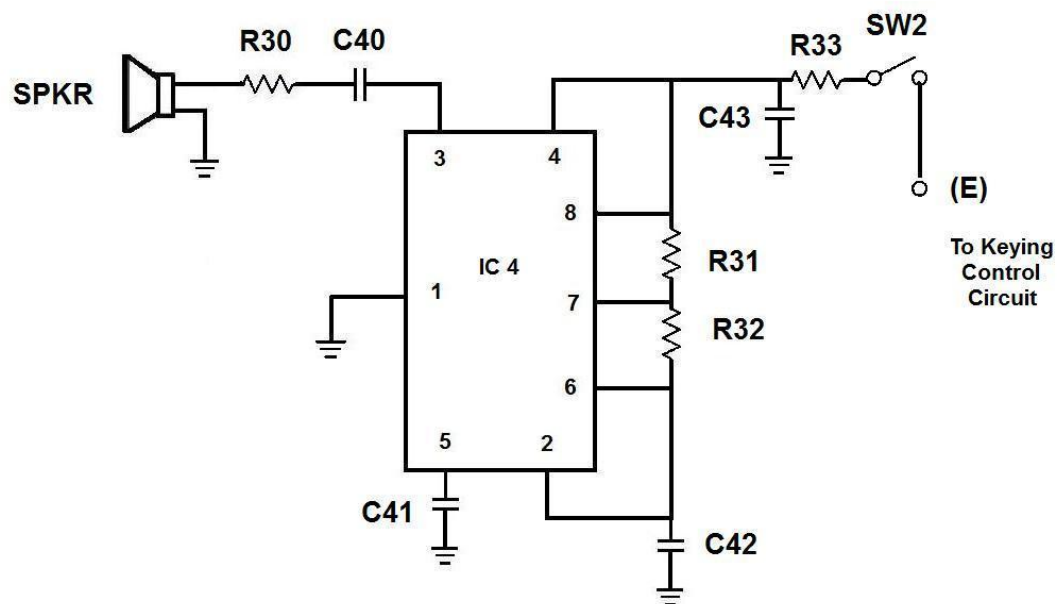 SW2
R30
C40
R33
SPKR
C43
3
4
8
(E)
IC 4
R31
To Keying
Control
Circuit
1
7
R32
6
5
2
C41
C42